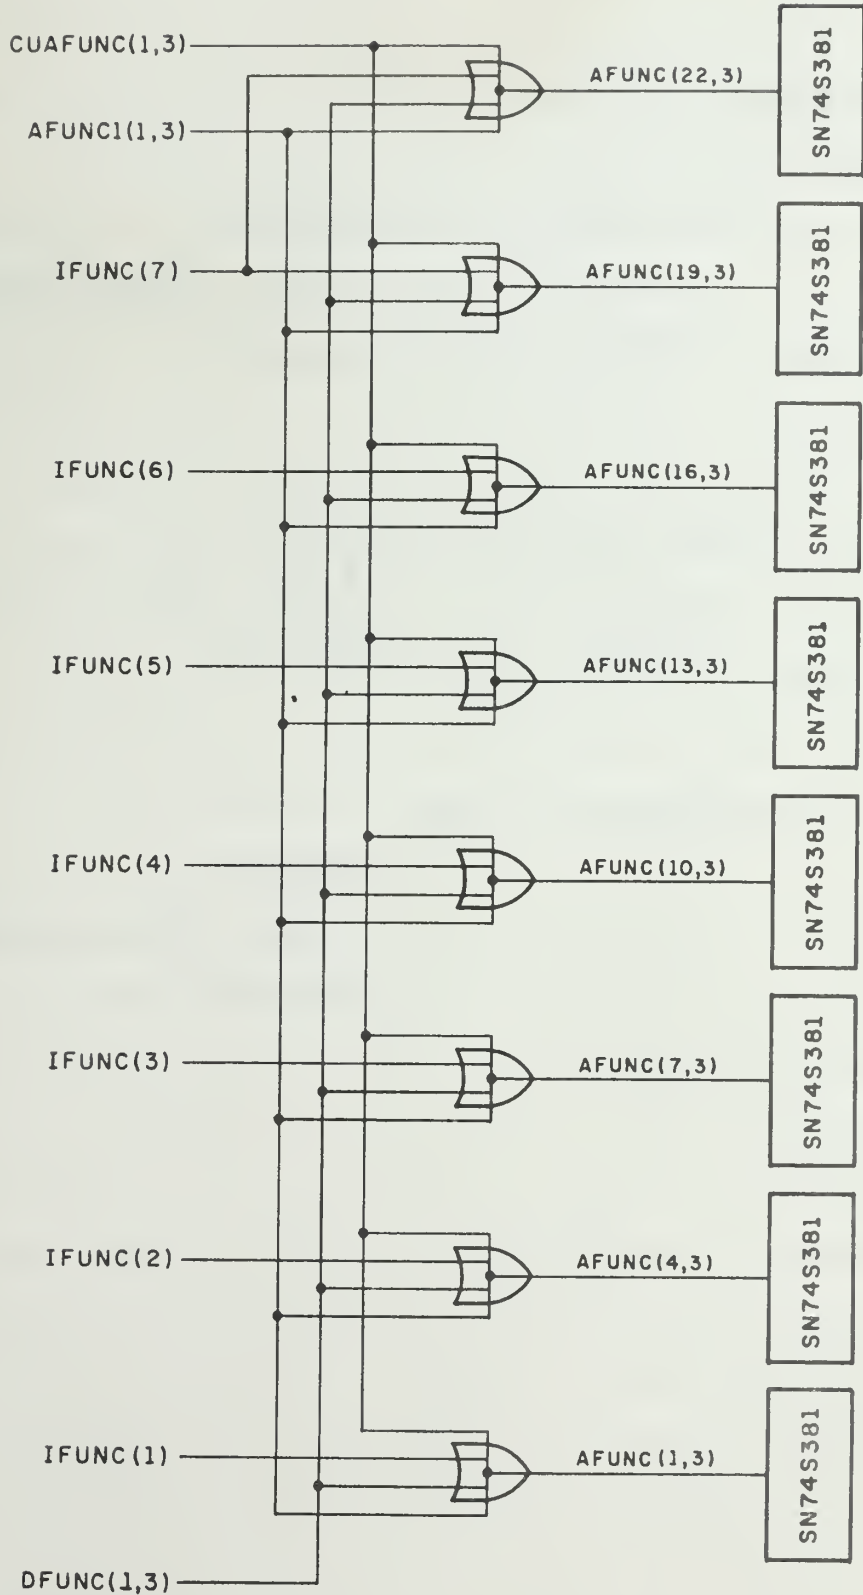 CUAFUNC(1,3)
AFUNC(22,3)
SN74S381
AFUNC1(1,3)
IFUNC(7)
AFUNC(19,3)
SN74S381
IFUNC(6)
AFUNC(16,3)
SN74S381
IFUNC(5)
AFUNC(13,3)
SN74S381
IFUNC(4)
AFUNC(10,3)
SN74S381
IFUNC(3)
AFUNC(7,3)
SN74S381
IFUNC(2)
AFUNC(4,3)
SN74S381
IFUNC(1)
AFUNC(1,3)
SN74S381
DFUNC(1,3)